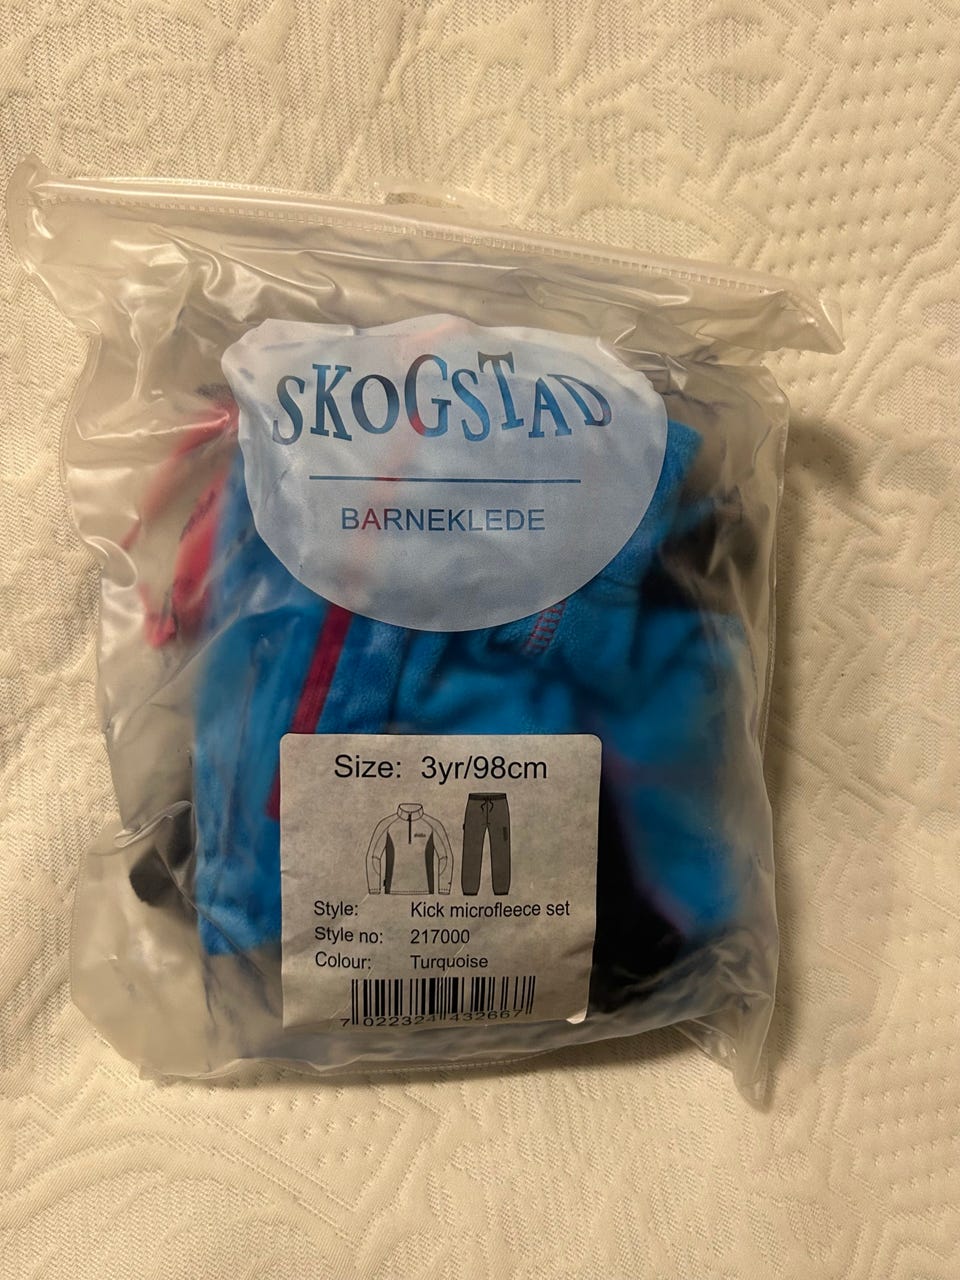 SKOGSTAD
BARNEKLEDE
Size: 3yr/98cm
Style: Kick microfleece set
Style no: 217000
Colour: Turquoise
7 022324 432667